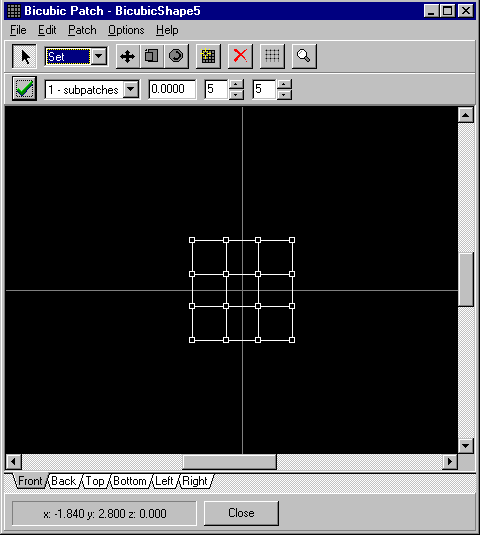 Bicubic Patch - BicubicShape5
File Edit Patch Options Help
Set
1 - subpatches 0.0000 5 5
Front Back Top Bottom Left Right
x: -1.840 y: 2.800 z: 0.000 Close